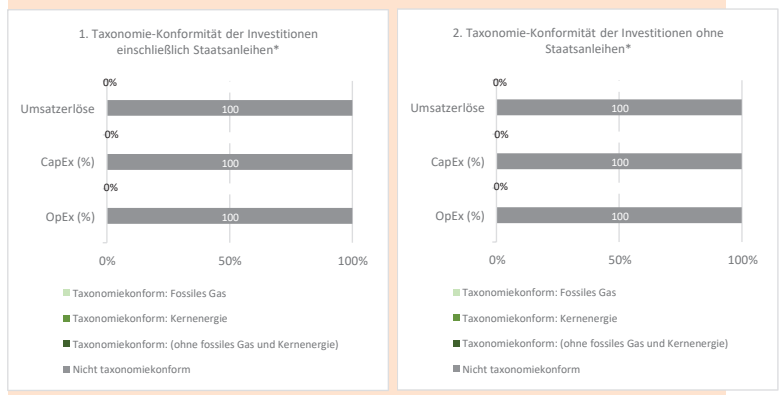 1. Taxonomie-Konformität der Investitionen
einschließlich Staatsanleihen*
0%
Umsatzerlöse
100
0%
CapEx (%)
100
0%
OpEx (%)
100
0%
50%
100%
Taxonomiekonform: Fossiles Gas
Taxonomiekonform: Kernenergie
Taxonomiekonform: (ohne fossiles Gas und Kernenergie)
Nicht taxonomiekonform
2. Taxonomie-Konformität der Investitionen ohne
Staatsanleihen*
0%
Umsatzerlöse
100
0%
CapEx (%)
100
0%
OpEx (%)
100
0%
50%
100%
Taxonomiekonform: Fossiles Gas
Taxonomiekonform: Kernenergie
Taxonomiekonform: (ohne fossiles Gas und Kernenergie)
Nicht taxonomiekonform